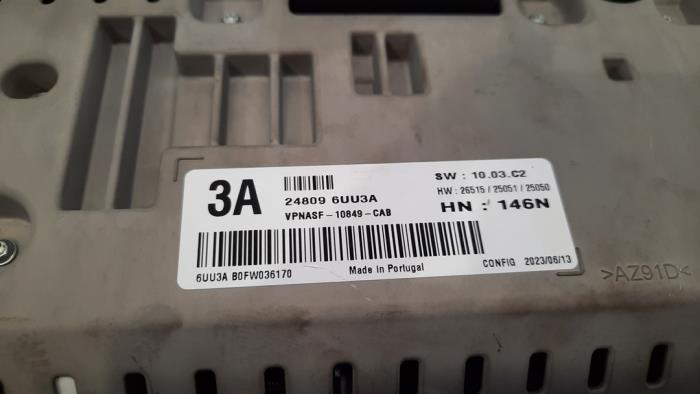 3A
24809 6UU3A
VPNASF-10849-CAB
SW : 10.03.C2
HW : 26515 / 25051 / 25050
HN : 146N
6UU3A B0FW036170
Made in Portugal
CONFIG 2023/06/13
>AZ91D<